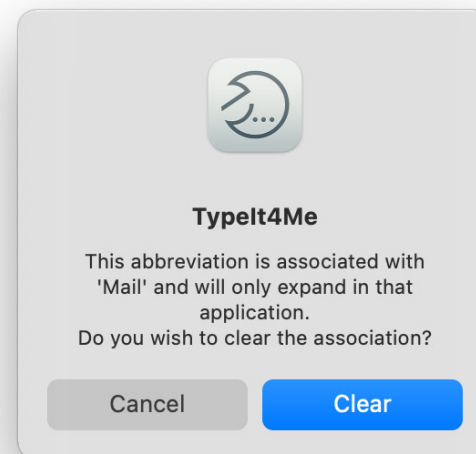 TypeIt4Me
This abbreviation is associated with
'Mail' and will only expand in that
application.
Do you wish to clear the association?
Cancel
Clear